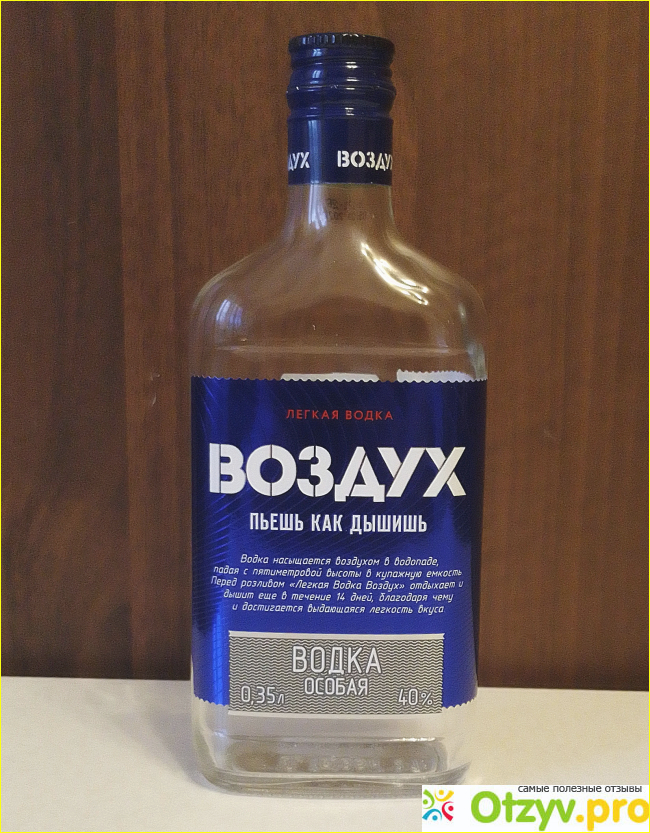 ДУХ ВОЗДУ
ЛЕГКАЯ ВОДКА
ВОЗДУХ
ПЬЕШЬ КАК ДЫШИШЬ
Водка насыщается воздухом в водопаде,
падая с пятиметровой высоты в купажную емкость
Перед розливом «Легкая Водка Воздух» отдыхает и
дышит еще в течение 14 дней, благодаря чему
и достигается выдающаяся легкость вкуса
ВОДКА
ОСОБАЯ
0,35л 40%
самые полезные отзывы
Otzyv.pro